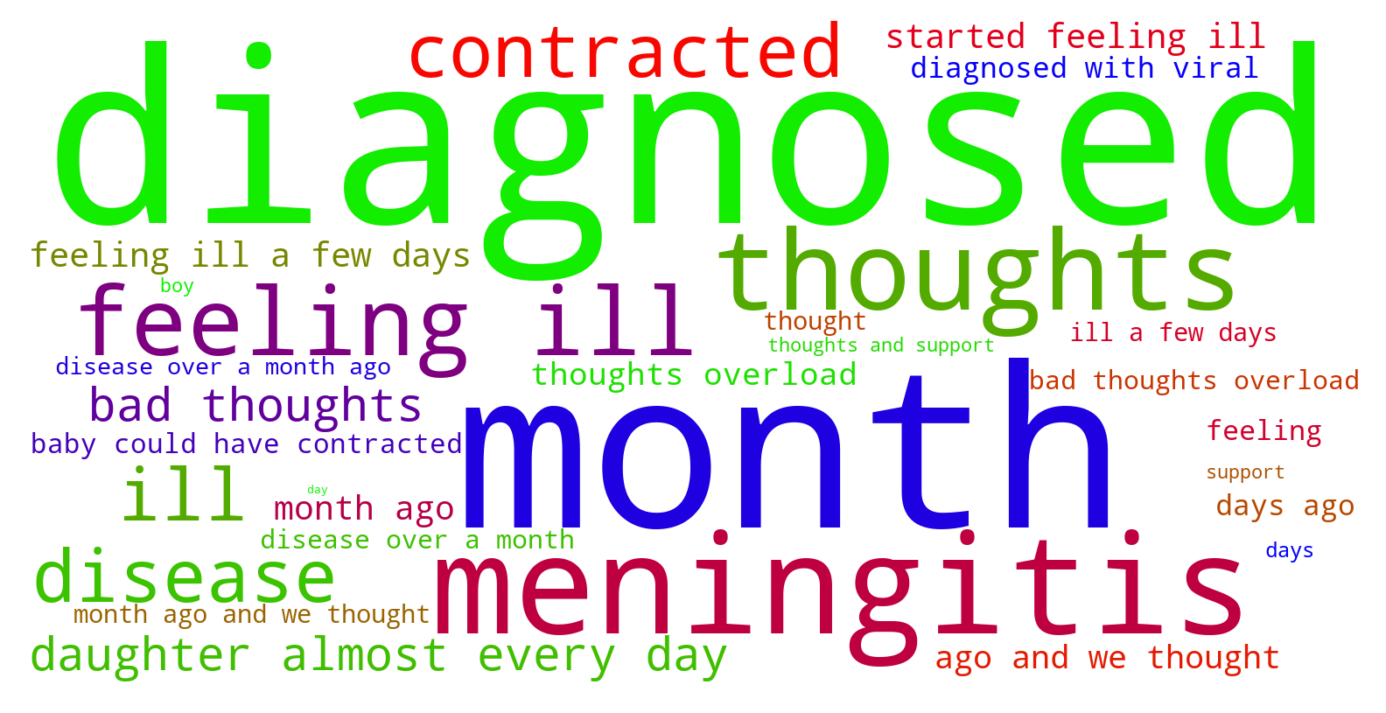 contracted
started feeling ill
diagnosed with viral
diagnosed
thoughts
feeling ill a few days
boy
feeling ill
thought
ill a few days
thoughts and support
disease over a month ago
thoughts overload
bad thoughts overload
month
bad thoughts
feeling
baby could have contracted
support
ill
day
month ago
days ago
disease over a month
days
meningitis
disease
month ago and we thought
daughter almost every day
ago and we thought